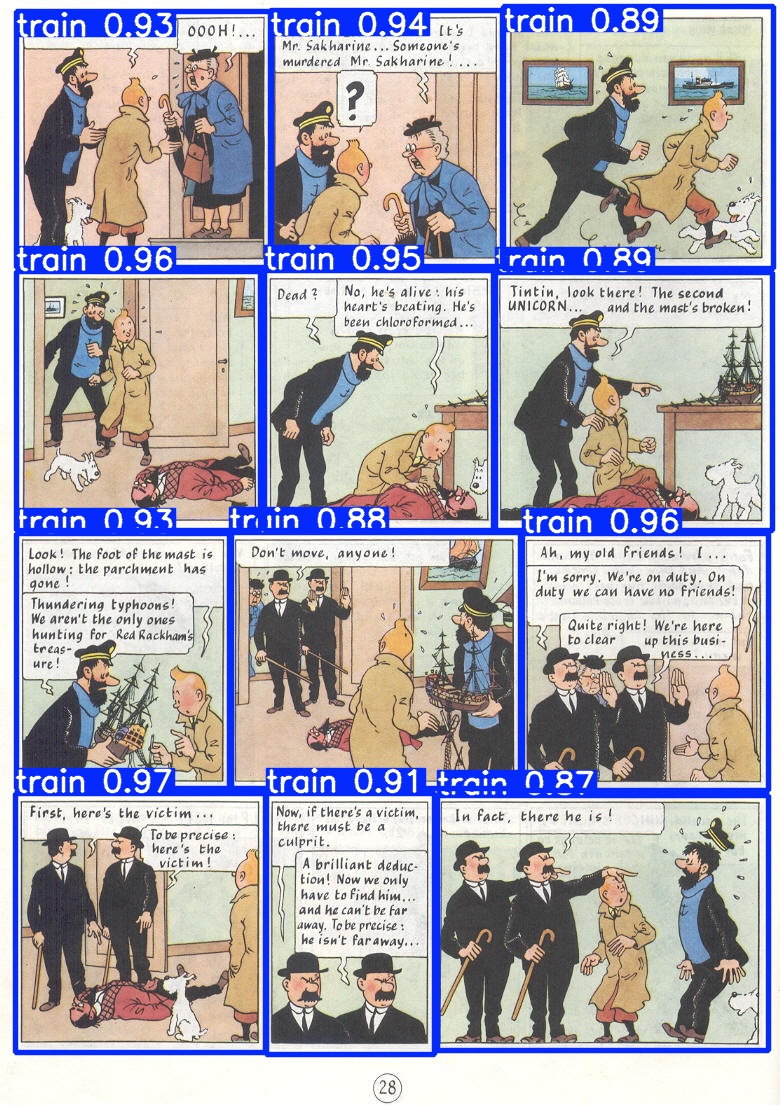 train 0.93
OOOH!...
train 0.94
It's
Mr. Sakharine... Someone's
murdered Mr. Sakharine! ...
?
train 0.89
train 0.96
train 0.95
Dead?
No, he's alive: his
heart's beating. He's
been chloroformed...
train 0.89
Tintin, look there! The second
UNICORN... and the mast's broken!
train 0.93
Look! The foot of the mast is
hollow: the parchment has
gone!
Thundering typhoons!
We aren't the only ones
hunting for Red Rackham's
treas-
ure!
train 0.88
Don't move, anyone!
train 0.96
Ah, my old friends! I...
I'm sorry. We're on duty. On
duty we can have no friends!
Quite right! We're here
to clear up this busi-
ness...
train 0.97
First, here's the victim...
To be precise:
here's the
victim!
train 0.91
Now, if there's a victim,
there must be a
culprit.
A brilliant deduc-
tion! Now we only
have to find him...
and he can't be far
away. To be precise:
he isn't far away...
train 0.87
In fact, there he is!
28